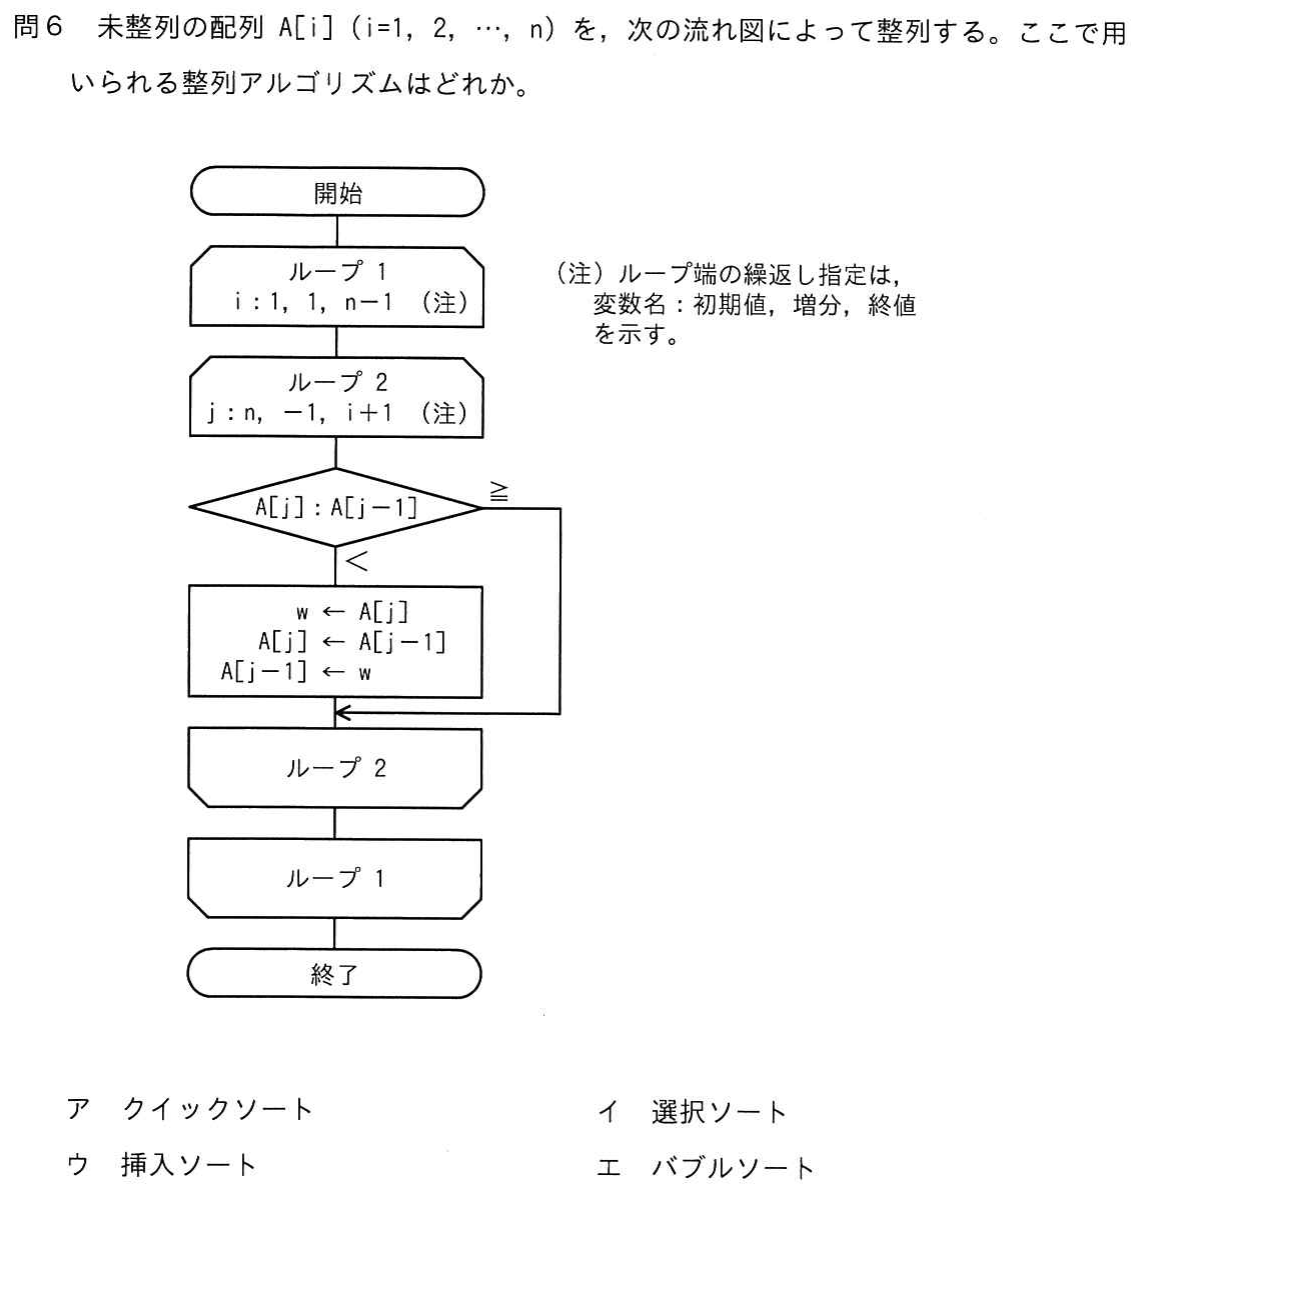 問6 未整列の配列 A[i] (i=1, 2, …, n) を，次の流れ図によって整列する。ここで用
いられる整列アルゴリズムはどれか。
開始
ループ 1
i：1, 1, n－1 （注）
（注）ループ端の繰返し指定は，
変数名：初期値，増分，終値
を示す。
ループ 2
j：n, －1, i＋1 （注）
A[j]：A[j－1]
≧
＜
w ← A[j]
A[j] ← A[j－1]
A[j－1] ← w
ループ 2
ループ 1
終了
ア クイックソート
イ 選択ソート
ウ 挿入ソート
エ バブルソート